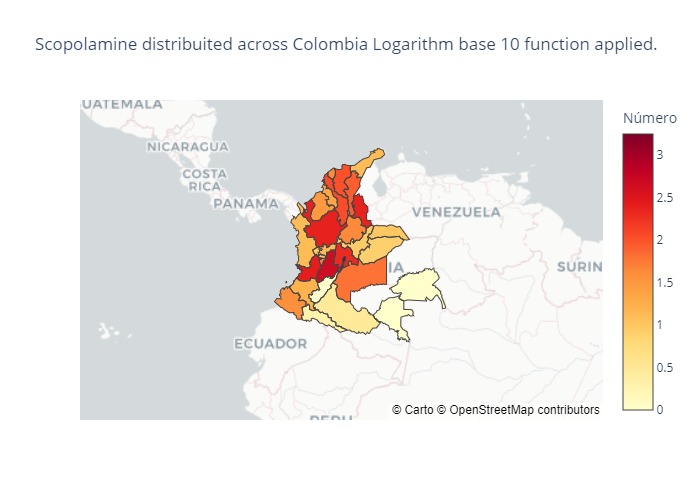 Scopolamine distribuited across Colombia Logarithm base 10 function applied.
UATEMALA
NICARAGUA
COSTA
RICA
PANAMA
VENEZUELA
IA
SURIN
ECUADOR
PERU
Número
3
2.5
2
1.5
1
0.5
0
© Carto © OpenStreetMap contributors